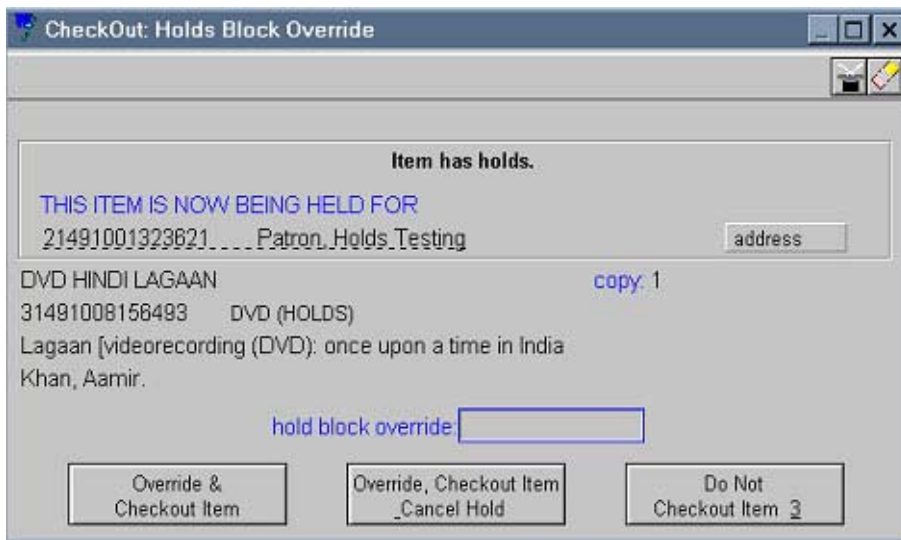 CheckOut: Holds Block Override
Item has holds.
THIS ITEM IS NOW BEING HELD FOR
21491001323621.... Patron, Holds Testing address
DVD HINDI LAGAAN copy: 1
31491008156493 DVD (HOLDS)
Lagaan [videorecording (DVD): once upon a time in India
Khan, Aamir.
hold block override:
Override &
Checkout Item
Override, Checkout Item
_Cancel Hold
Do Not
Checkout Item 3